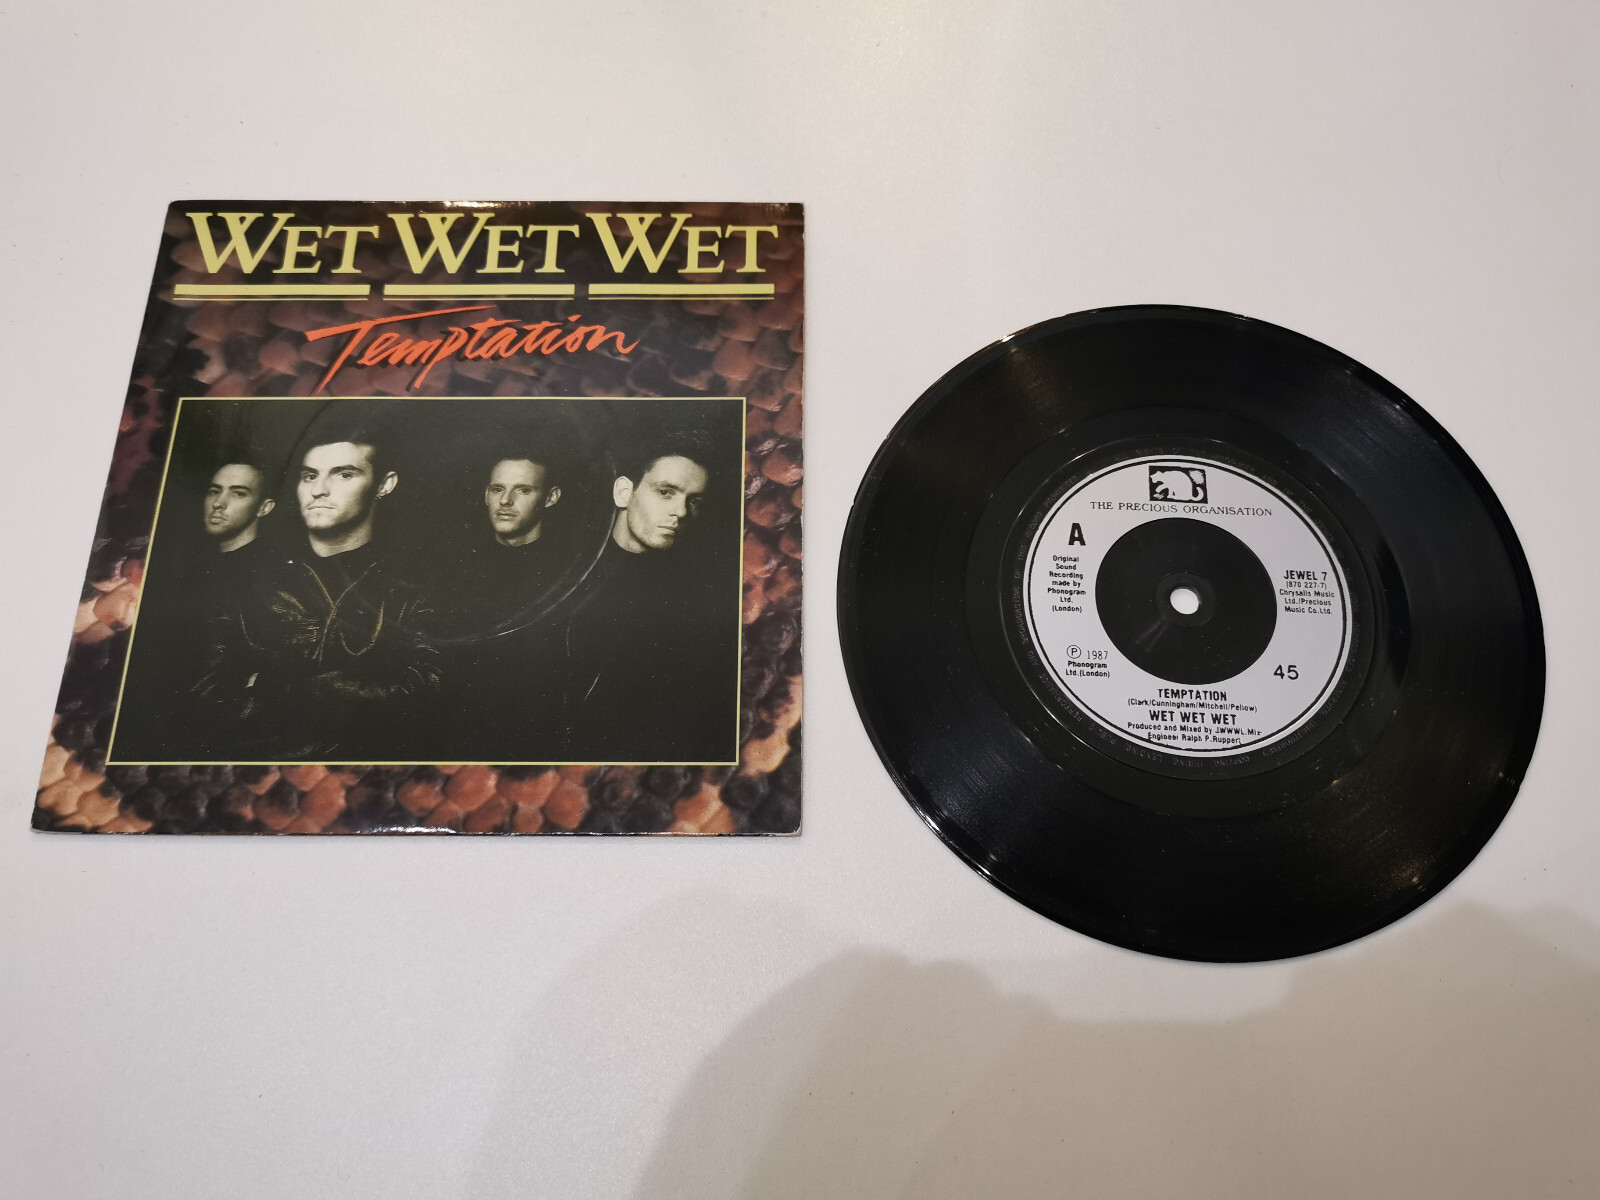 WET WET WET
Temptation
THE PRECIOUS ORGANISATION
A
Original
Sound
Recording
made by
Phonogram
Ltd.
(London)
JEWEL 7
(870 227-7)
Chrysalis Music
Ltd./Precious
Music Co.Ltd.
℗ 1987
Phonogram
Ltd.(London)
45
TEMPTATION
(Clark/Cunningham/Mitchell/Pellow)
WET WET WET
Produced and Mixed by J.WWWL.Mix-
Engineer Ralph P.Ruppert